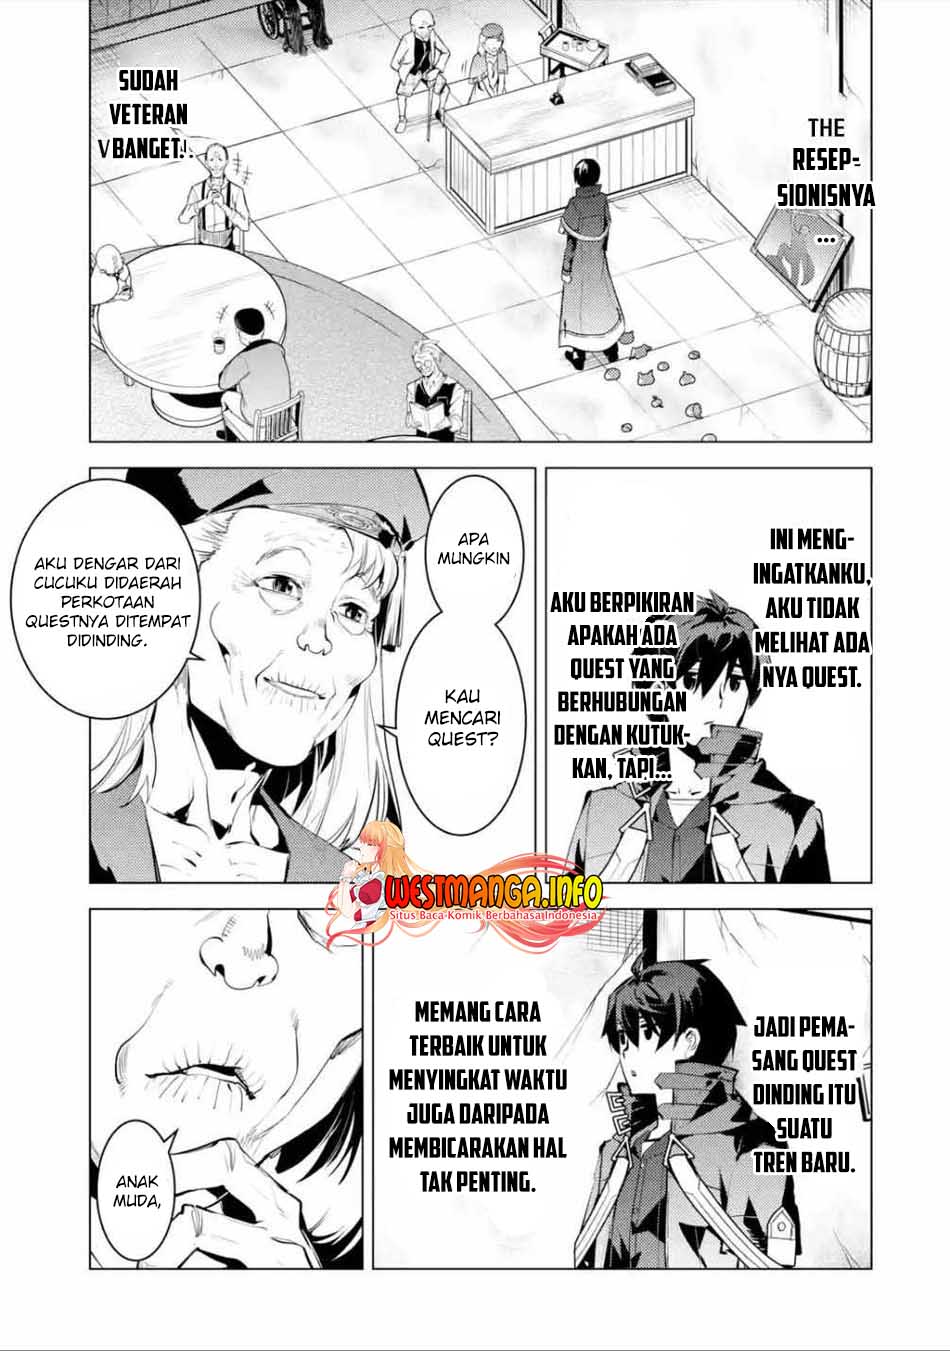 THE
RESEP-
SIONISNYA
...
SUDAH
VETERAN
BANGET..
INI MENG-
INGATKANKU,
AKU TIDAK
MELIHAT ADA
NYA QUEST.
AKU BERPIKIRAN
APAKAH ADA
QUEST YANG
BERHUBUNGAN
DENGAN KUTUK-
KAN, TAPI...
APA
MUNGKIN
KAU
MENCARI
QUEST?
AKU DENGAR DARI
CUCUKU DIDAERAH
PERKOTAAN
QUESTNYA DITEMPAT
DIDINDING.
WESTMANGA.INFO
Situs Baca Komik Berbahasa Indonesia
JADI PEMA-
SANG QUEST
DINDING ITU
SUATU
TREN BARU.
MEMANG CARA
TERBAIK UNTUK
MENYINGKAT WAKTU
JUGA DARIPADA
MEMBICARAKAN HAL
TAK PENTING.
ANAK
MUDA,